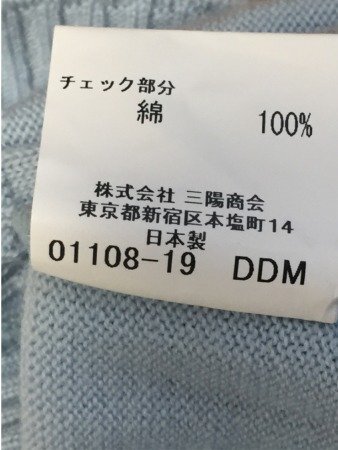 チェック部分
綿 100%
株式会社 三陽商会
東京都新宿区本塩町14
日本製
01108-19 DDM